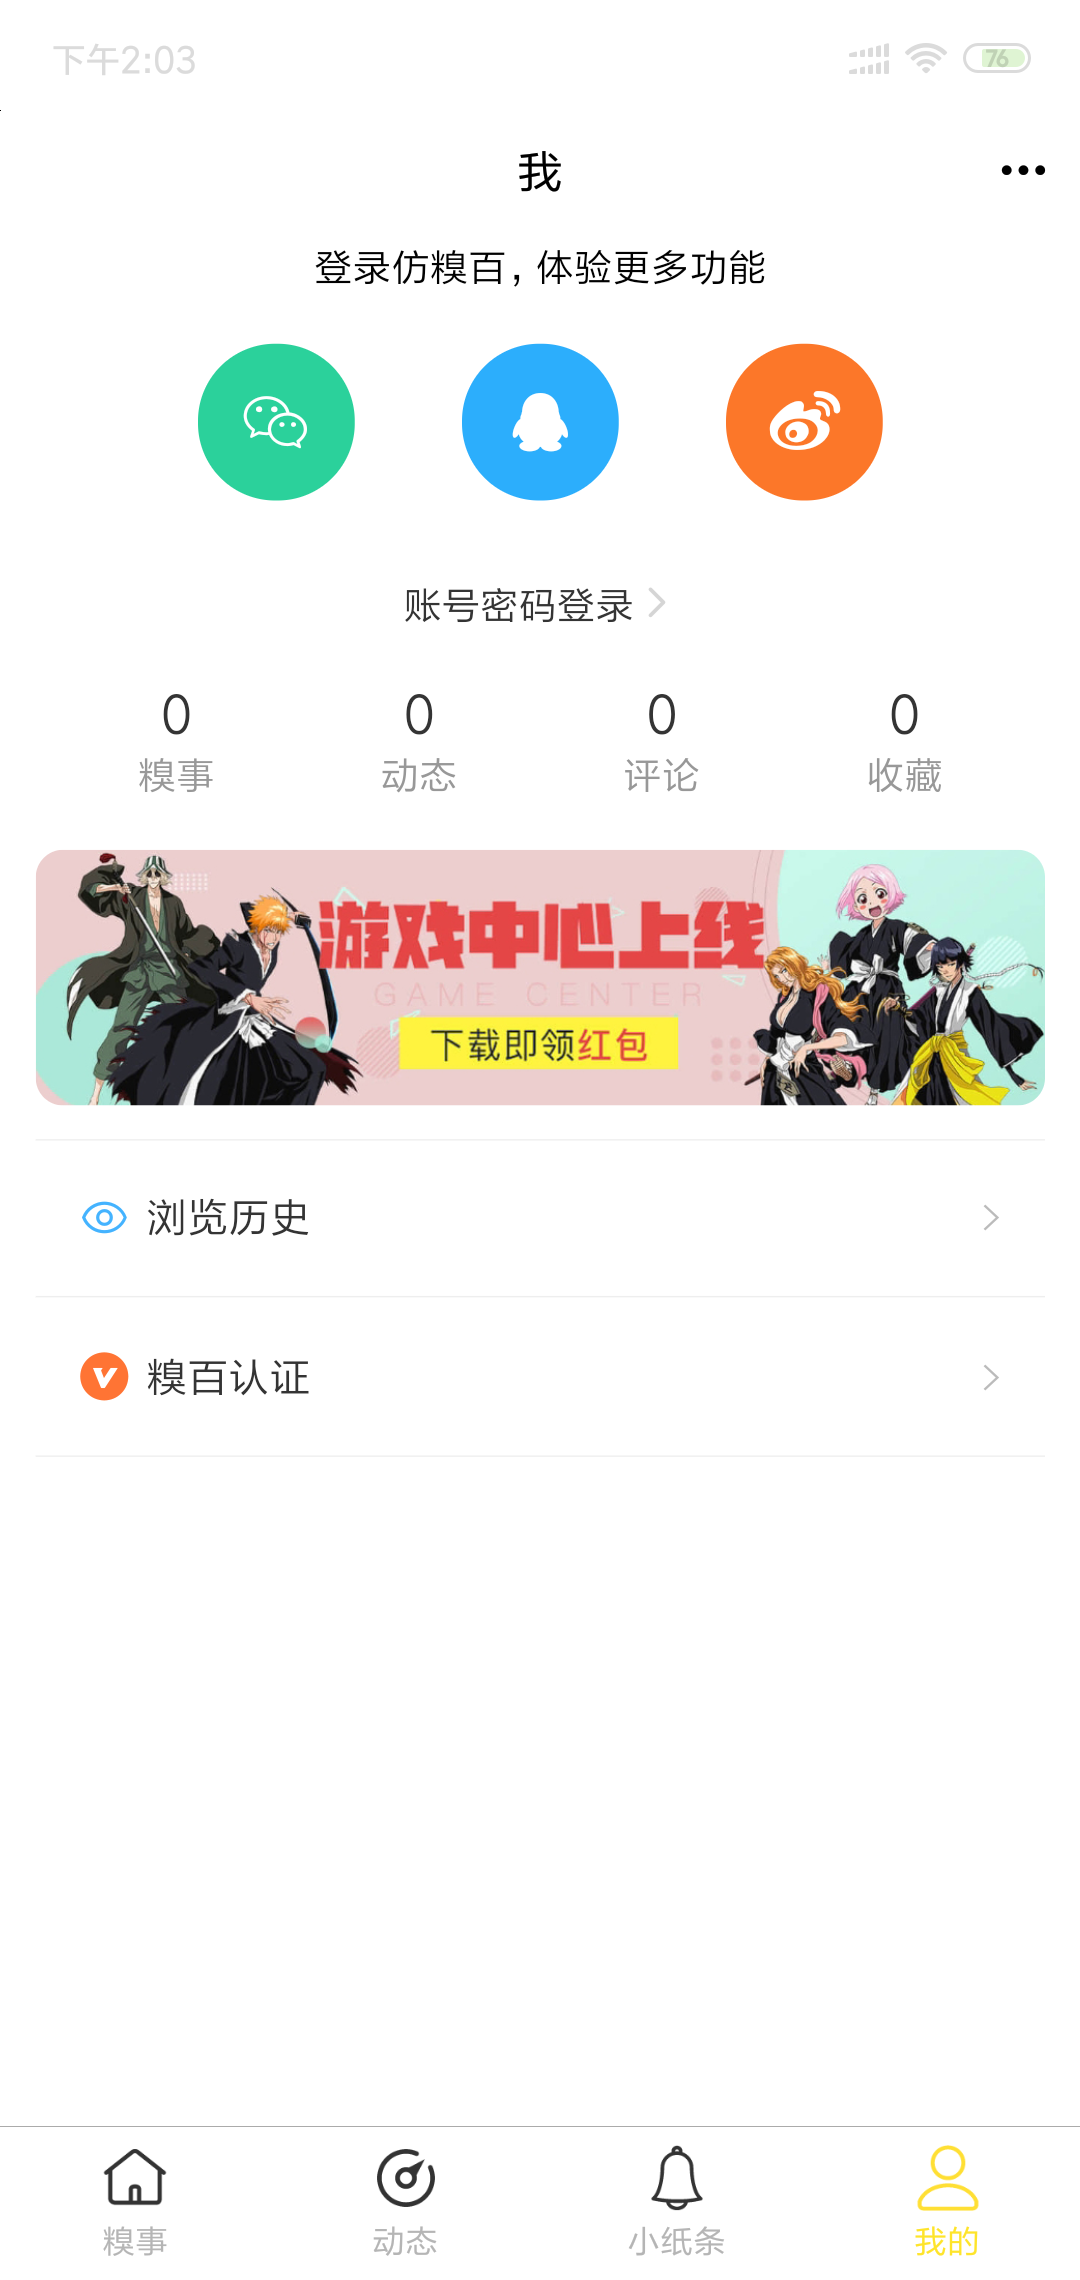 下午2:03
76
我
登录仿糗百，体验更多功能
账号密码登录
0 0 0 0
糗事 动态 评论 收藏
游戏中心上线
GAME CENTER
下载即领红包
浏览历史
糗百认证
糗事 动态 小纸条 我的